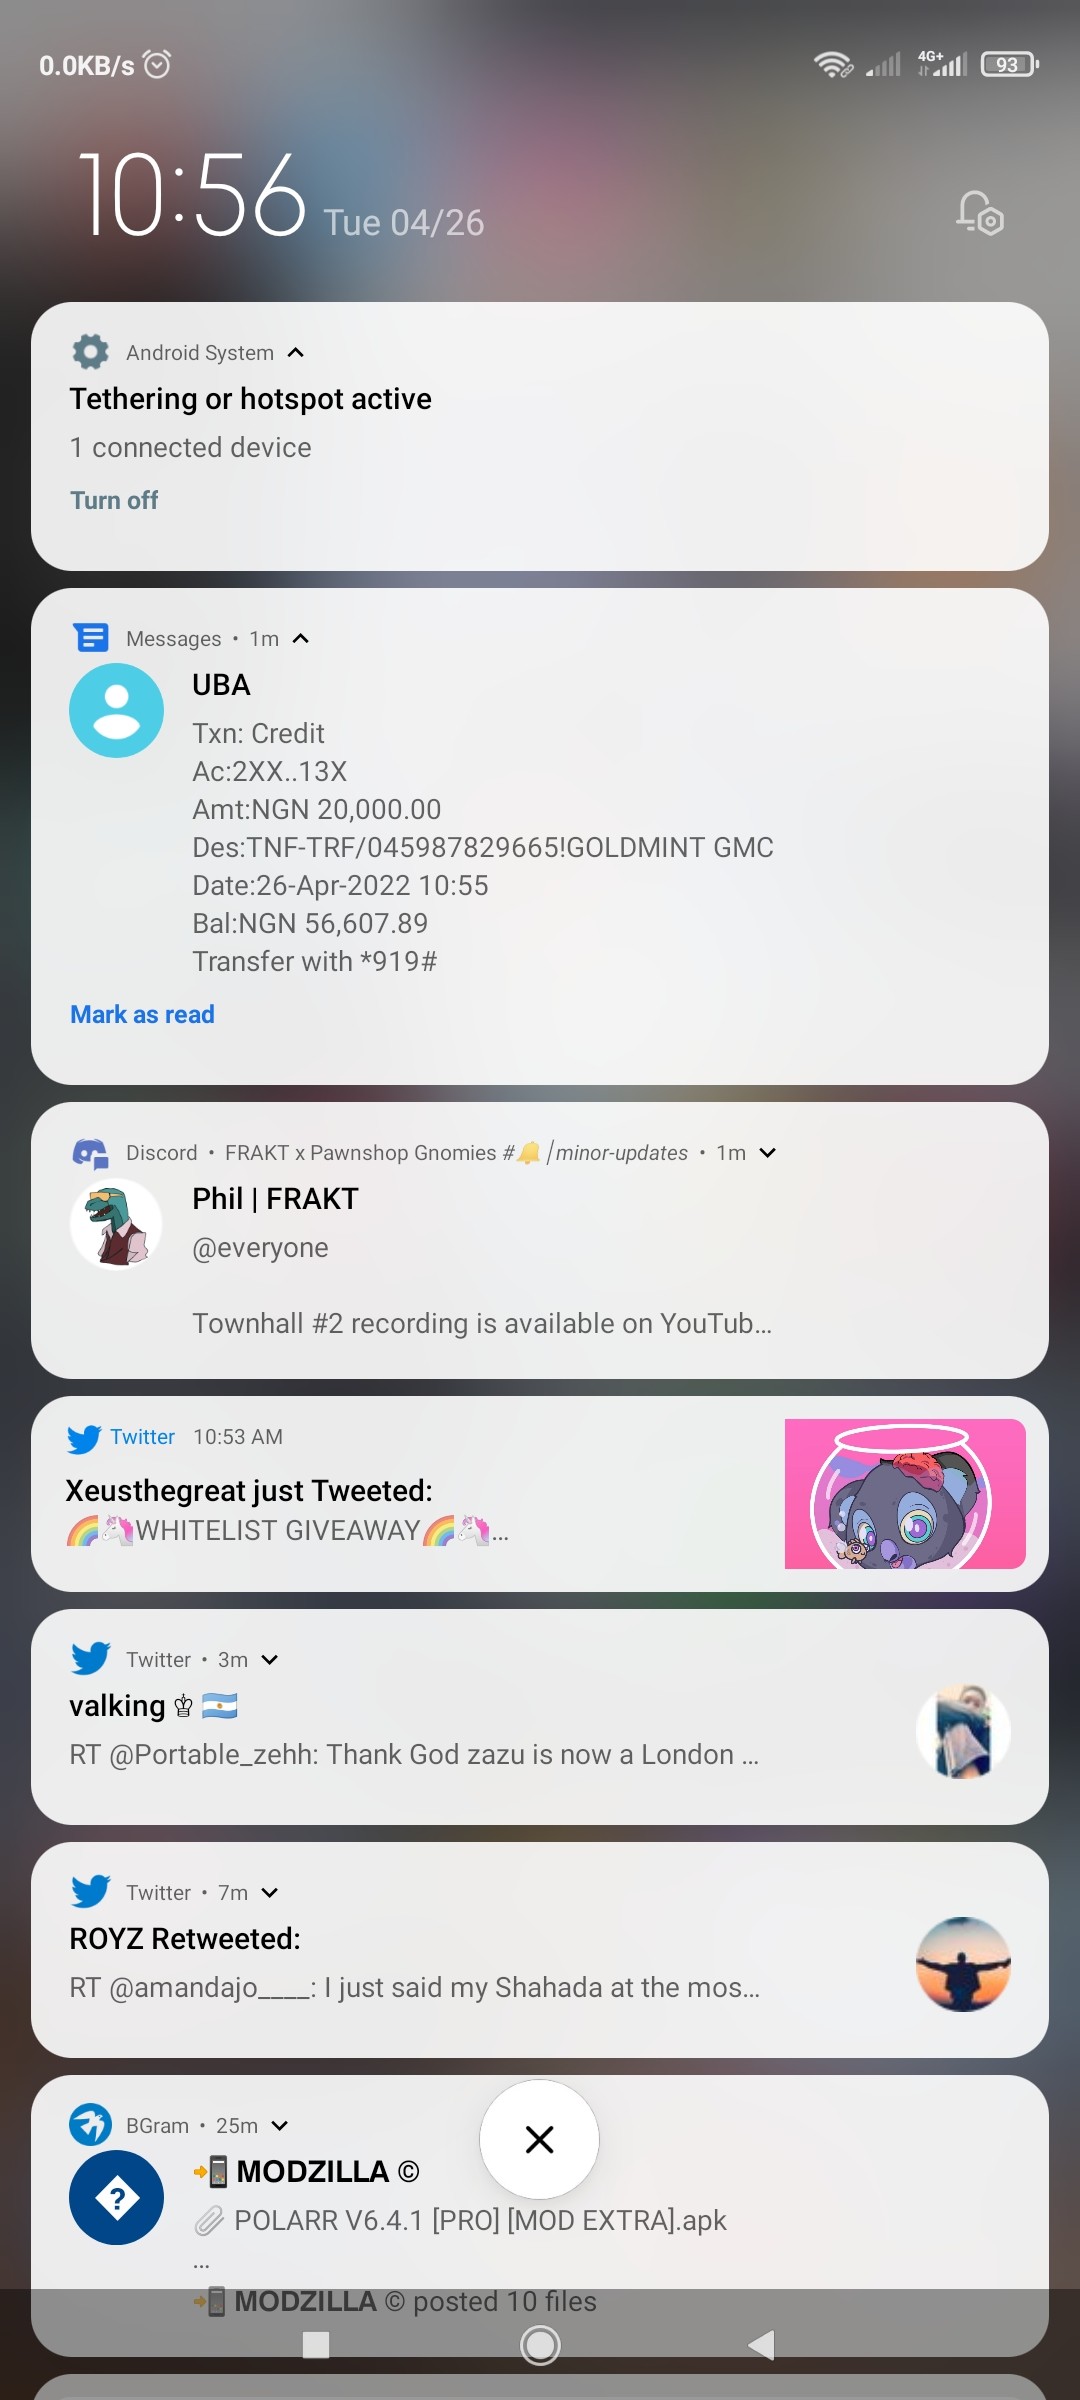 0.0KB/s
4G+
93
10:56 Tue 04/26
Android System
Tethering or hotspot active
1 connected device
Turn off
Messages • 1m
UBA
Txn: Credit
Ac:2XX..13X
Amt:NGN 20,000.00
Des:TNF-TRF/045987829665!GOLDMINT GMC
Date:26-Apr-2022 10:55
Bal:NGN 56,607.89
Transfer with *919#
Mark as read
Discord • FRAKT x Pawnshop Gnomies #🔔│minor-updates • 1m
Phil | FRAKT
@everyone
Townhall #2 recording is available on YouTub…
Twitter 10:53 AM
Xeusthegreat just Tweeted:
🌈🦄WHITELIST GIVEAWAY🌈🦄...
Twitter • 3m
valking ♔ 🇦🇷
RT @Portable_zehh: Thank God zazu is now a London …
Twitter • 7m
ROYZ Retweeted:
RT @amandajo____: I just said my Shahada at the mos…
BGram • 25m
📲 MODZILLA ©
📎 POLARR V6.4.1 [PRO] [MOD EXTRA].apk
…
📲 MODZILLA © posted 10 files